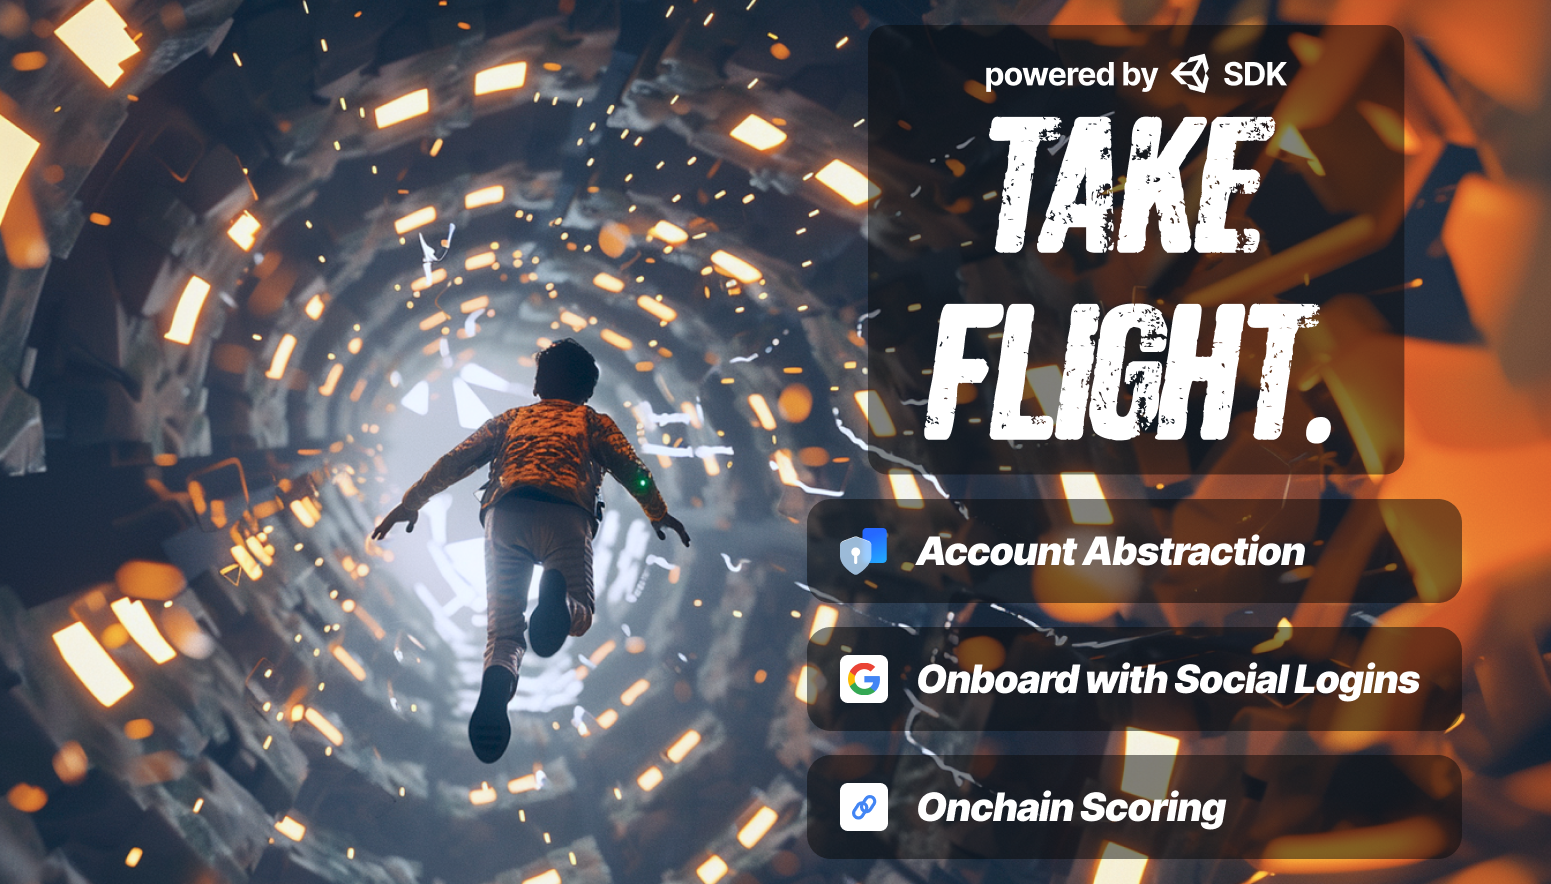 powered by SDK
TAKE
FLIGHT.
Account Abstraction
Onboard with Social Logins
Onchain Scoring